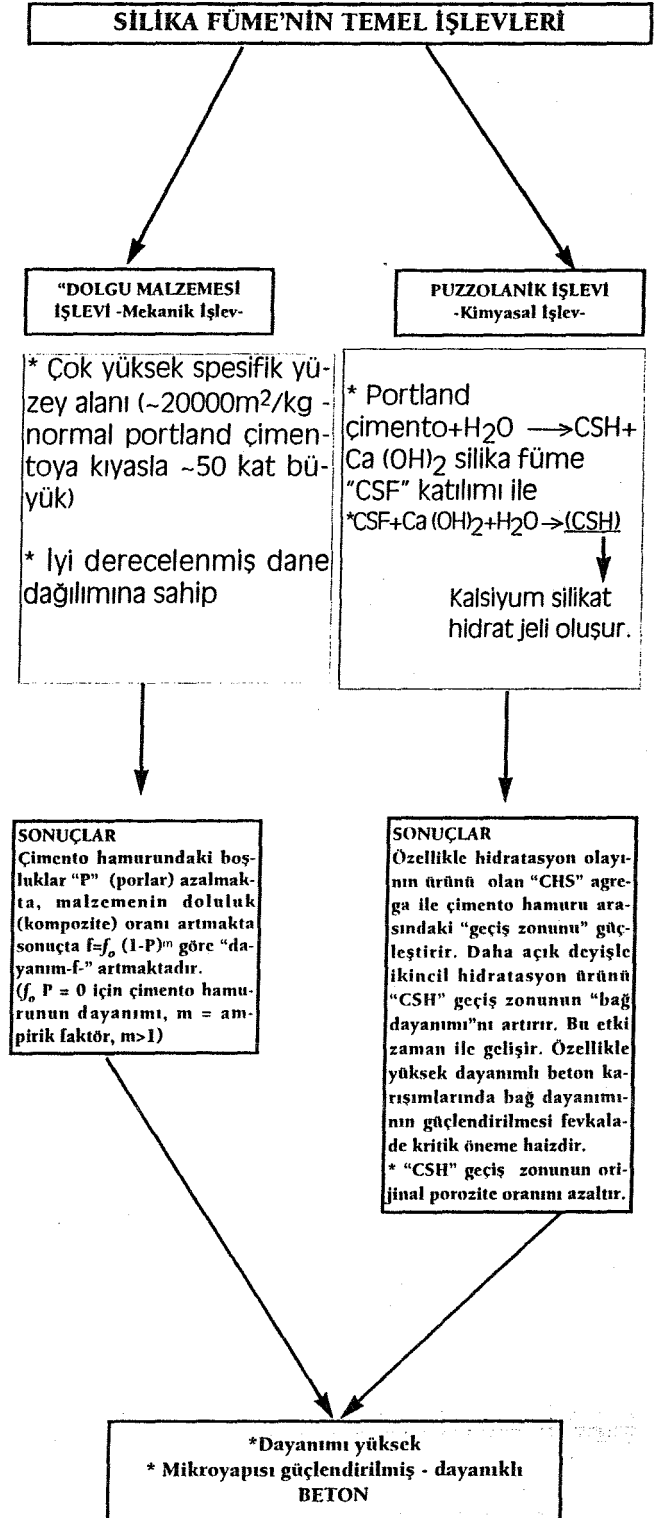 SİLİKA FÜME'NİN TEMEL İŞLEVLERİ
"DOLGU MALZEMESİ
İŞLEVİ -Mekanik İşlev-
* Çok yüksek spesifik yü-
zey alanı (~20000m²/kg -
normal portland çimen-
toya kıyasla ~50 kat bü-
yük)
* İyi derecelenmiş dane
dağılımına sahip
SONUÇLAR
Çimento hamurundaki boş-
luklar "P" (porlar) azalmak-
ta, malzemenin doluluk
(kompozite) oranı artmakta
sonuçta f=fₒ (1-P)ᵐ göre "da-
yanım-f-" artmaktadır.
(fₒ P = 0 için çimento hamu-
runun dayanımı, m = am-
pirik faktör, m>1)
PUZZOLANİK İŞLEVİ
-Kimyasal İşlev-
* Portland
çimento+H₂O ⟶CSH+
Ca (OH)₂ silika füme
"CSF" katılımı ile
*CSF+Ca (OH)₂+H₂O→(CSH)
Kalsiyum silikat
hidrat jeli oluşur.
SONUÇLAR
Özellikle hidratasyon olayı-
nın ürünü olan "CHS" agre-
ga ile çimento hamuru ara-
sındaki "geçiş zonunu" güç-
leştirir. Daha açık deyişle
ikincil hidratasyon ürünü
"CSH" geçiş zonunun "bağ
dayanımı"nı artırır. Bu etki
zaman ile gelişir. Özellikle
yüksek dayanımlı beton ka-
rışımlarında bağ dayanımı-
nın güçlendirilmesi fevkala-
de kritik öneme haizdir.
* "CSH" geçiş zonunun ori-
jinal porozite oranını azaltır.
*Dayanımı yüksek
* Mikroyapısı güçlendirilmiş - dayanıklı
BETON